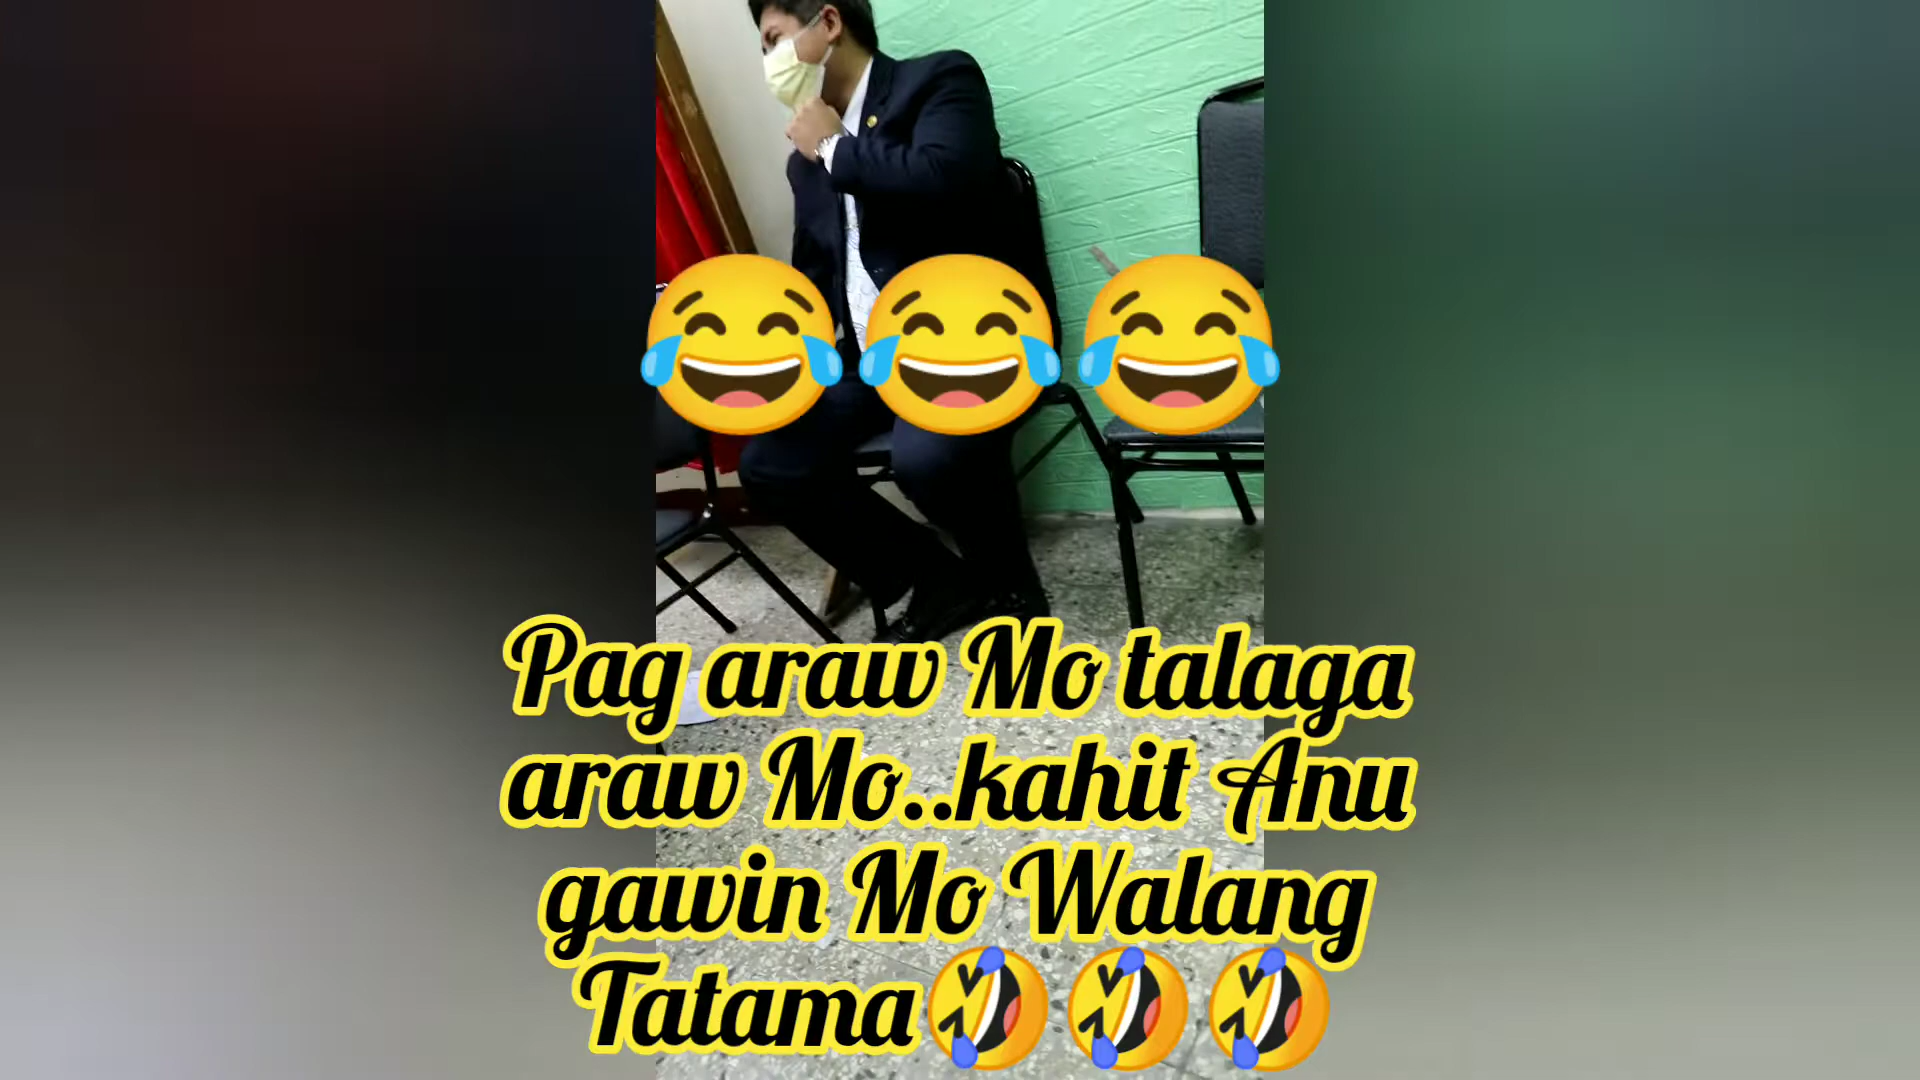 Pag araw Mo talaga
araw Mo..kahit Anu
gawin Mo Walang
Tatama🤣🤣🤣